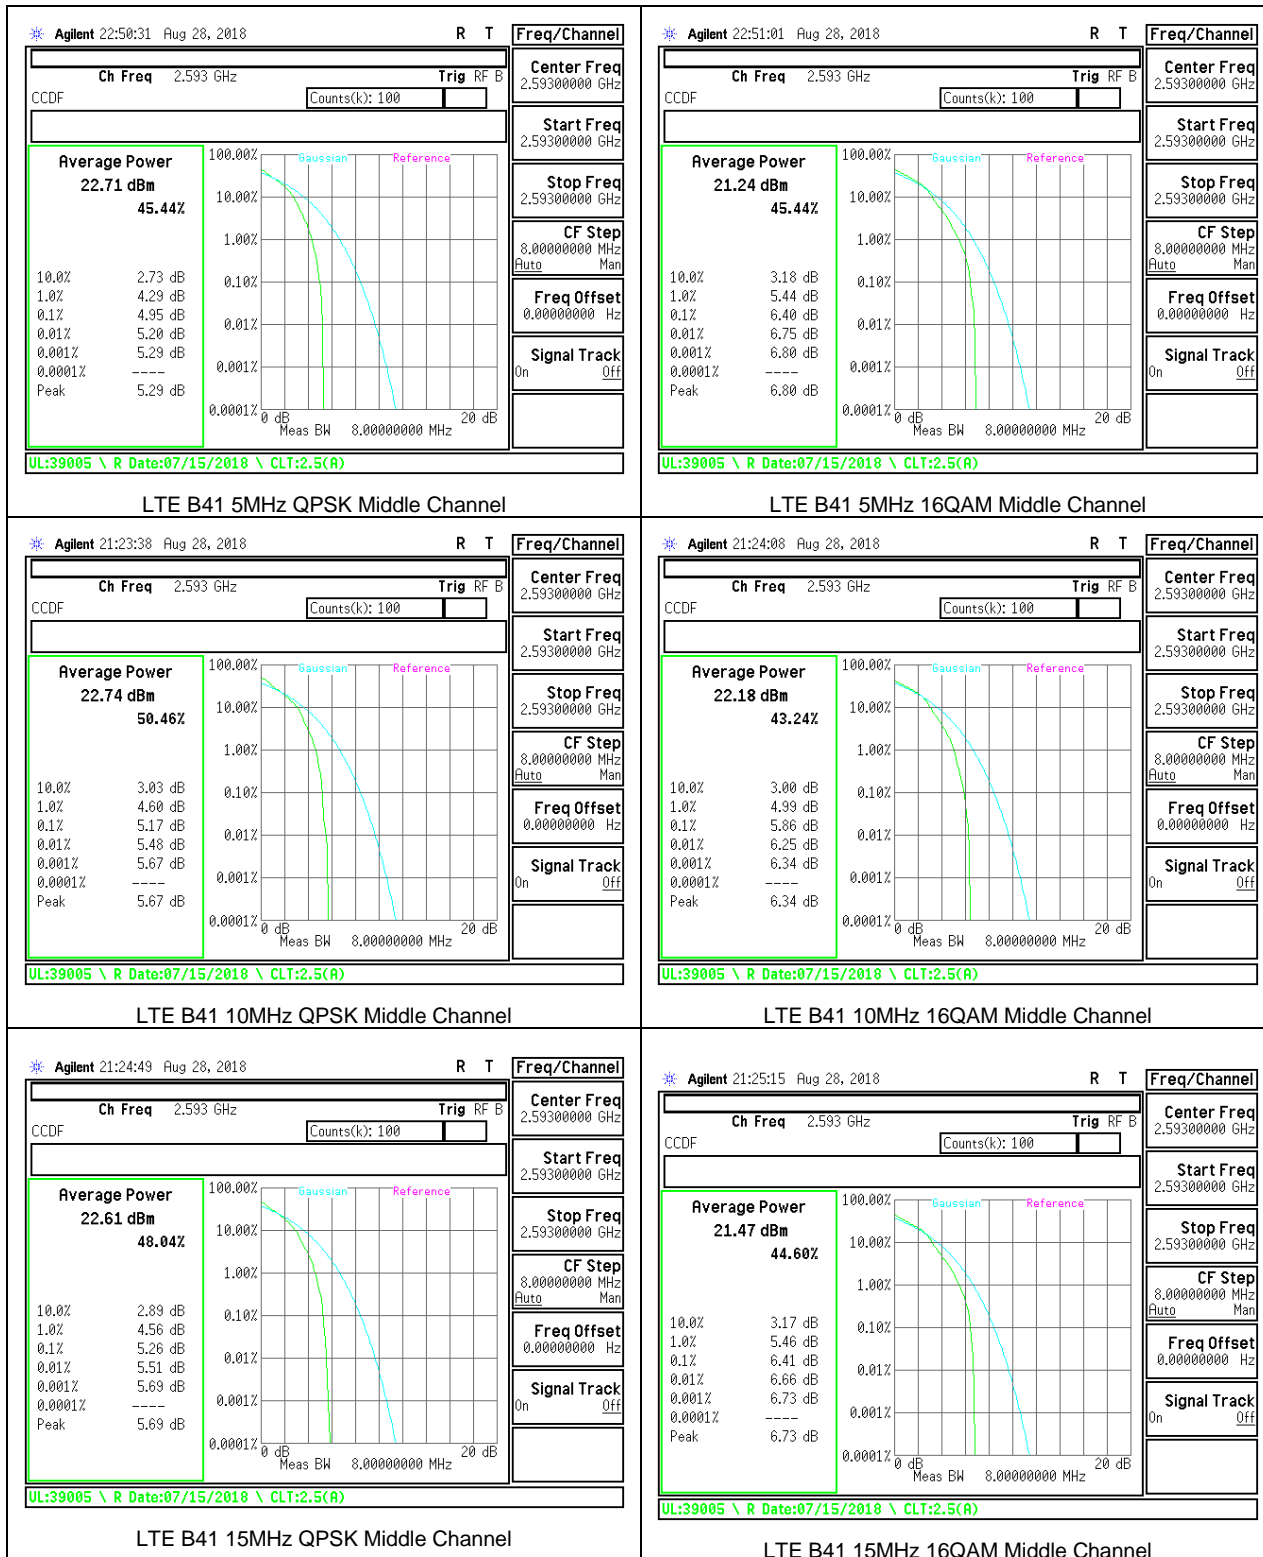 Agilent 22:50:31 Aug 28, 2018 R T Freq/Channel
Ch Freq 2.593 GHz Trig RF B
CCDF Counts(k): 100
Average Power
22.71 dBm
45.44%
10.0% 2.73 dB
1.0% 4.29 dB
0.1% 4.95 dB
0.01% 5.20 dB
0.001% 5.29 dB
0.0001% ----
Peak 5.29 dB
Gaussian Reference
100.00%
10.00%
1.00%
0.10%
0.01%
0.001%
0.0001%
0 dB 20 dB
Meas BW 8.00000000 MHz
Center Freq
2.59300000 GHz
Start Freq
2.59300000 GHz
Stop Freq
2.59300000 GHz
CF Step
8.00000000 MHz
Auto Man
Freq Offset
0.00000000 Hz
Signal Track
On Off
UL:39005 \ R Date:07/15/2018 \ CLT:2.5(A)
LTE B41 5MHz QPSK Middle Channel
Agilent 22:51:01 Aug 28, 2018 R T Freq/Channel
Ch Freq 2.593 GHz Trig RF B
CCDF Counts(k): 100
Average Power
21.24 dBm
45.44%
10.0% 3.18 dB
1.0% 5.44 dB
0.1% 6.40 dB
0.01% 6.75 dB
0.001% 6.80 dB
0.0001% ----
Peak 6.80 dB
Gaussian Reference
100.00%
10.00%
1.00%
0.10%
0.01%
0.001%
0.0001%
0 dB 20 dB
Meas BW 8.00000000 MHz
Center Freq
2.59300000 GHz
Start Freq
2.59300000 GHz
Stop Freq
2.59300000 GHz
CF Step
8.00000000 MHz
Auto Man
Freq Offset
0.00000000 Hz
Signal Track
On Off
UL:39005 \ R Date:07/15/2018 \ CLT:2.5(A)
LTE B41 5MHz 16QAM Middle Channel
Agilent 21:23:38 Aug 28, 2018 R T Freq/Channel
Ch Freq 2.593 GHz Trig RF B
CCDF Counts(k): 100
Average Power
22.74 dBm
50.46%
10.0% 3.03 dB
1.0% 4.60 dB
0.1% 5.17 dB
0.01% 5.48 dB
0.001% 5.67 dB
0.0001% ----
Peak 5.67 dB
Gaussian Reference
100.00%
10.00%
1.00%
0.10%
0.01%
0.001%
0.0001%
0 dB 20 dB
Meas BW 8.00000000 MHz
Center Freq
2.59300000 GHz
Start Freq
2.59300000 GHz
Stop Freq
2.59300000 GHz
CF Step
8.00000000 MHz
Auto Man
Freq Offset
0.00000000 Hz
Signal Track
On Off
UL:39005 \ R Date:07/15/2018 \ CLT:2.5(A)
LTE B41 10MHz QPSK Middle Channel
Agilent 21:24:08 Aug 28, 2018 R T Freq/Channel
Ch Freq 2.593 GHz Trig RF B
CCDF Counts(k): 100
Average Power
22.18 dBm
43.24%
10.0% 3.00 dB
1.0% 4.99 dB
0.1% 5.86 dB
0.01% 6.25 dB
0.001% 6.34 dB
0.0001% ----
Peak 6.34 dB
Gaussian Reference
100.00%
10.00%
1.00%
0.10%
0.01%
0.001%
0.0001%
0 dB 20 dB
Meas BW 8.00000000 MHz
Center Freq
2.59300000 GHz
Start Freq
2.59300000 GHz
Stop Freq
2.59300000 GHz
CF Step
8.00000000 MHz
Auto Man
Freq Offset
0.00000000 Hz
Signal Track
On Off
UL:39005 \ R Date:07/15/2018 \ CLT:2.5(A)
LTE B41 10MHz 16QAM Middle Channel
Agilent 21:24:49 Aug 28, 2018 R T Freq/Channel
Ch Freq 2.593 GHz Trig RF B
CCDF Counts(k): 100
Average Power
22.61 dBm
48.04%
10.0% 2.89 dB
1.0% 4.56 dB
0.1% 5.26 dB
0.01% 5.51 dB
0.001% 5.69 dB
0.0001% ----
Peak 5.69 dB
Gaussian Reference
100.00%
10.00%
1.00%
0.10%
0.01%
0.001%
0.0001%
0 dB 20 dB
Meas BW 8.00000000 MHz
Center Freq
2.59300000 GHz
Start Freq
2.59300000 GHz
Stop Freq
2.59300000 GHz
CF Step
8.00000000 MHz
Auto Man
Freq Offset
0.00000000 Hz
Signal Track
On Off
UL:39005 \ R Date:07/15/2018 \ CLT:2.5(A)
LTE B41 15MHz QPSK Middle Channel
Agilent 21:25:15 Aug 28, 2018 R T Freq/Channel
Ch Freq 2.593 GHz Trig RF B
CCDF Counts(k): 100
Average Power
21.47 dBm
44.60%
10.0% 3.17 dB
1.0% 5.46 dB
0.1% 6.41 dB
0.01% 6.66 dB
0.001% 6.73 dB
0.0001% ----
Peak 6.73 dB
Gaussian Reference
100.00%
10.00%
1.00%
0.10%
0.01%
0.001%
0.0001%
0 dB 20 dB
Meas BW 8.00000000 MHz
Center Freq
2.59300000 GHz
Start Freq
2.59300000 GHz
Stop Freq
2.59300000 GHz
CF Step
8.00000000 MHz
Auto Man
Freq Offset
0.00000000 Hz
Signal Track
On Off
UL:39005 \ R Date:07/15/2018 \ CLT:2.5(A)
LTE B41 15MHz 16QAM Middle Channel